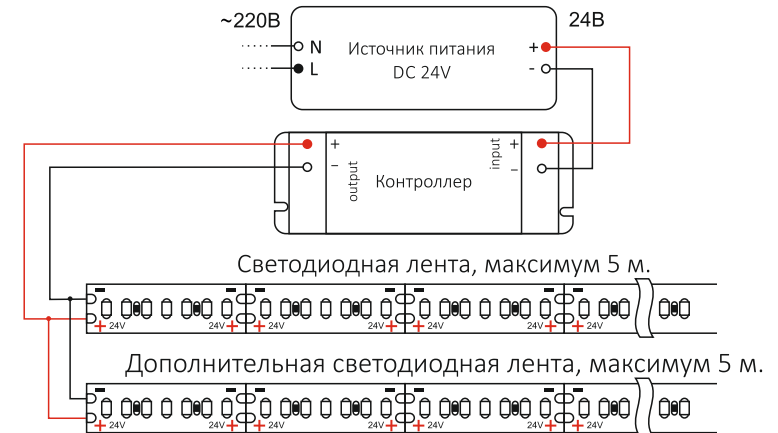 ~220В 24В
N Источник питания +
L DC 24V -
+ input +
- output Контроллер -
Светодиодная лента, максимум 5 м.
- - - - - - -
+ 24V 24V + + 24V 24V + + 24V 24V + + 24V
Дополнительная светодиодная лента, максимум 5 м.
- - - - - - -
+ 24V 24V + + 24V 24V + + 24V 24V + + 24V